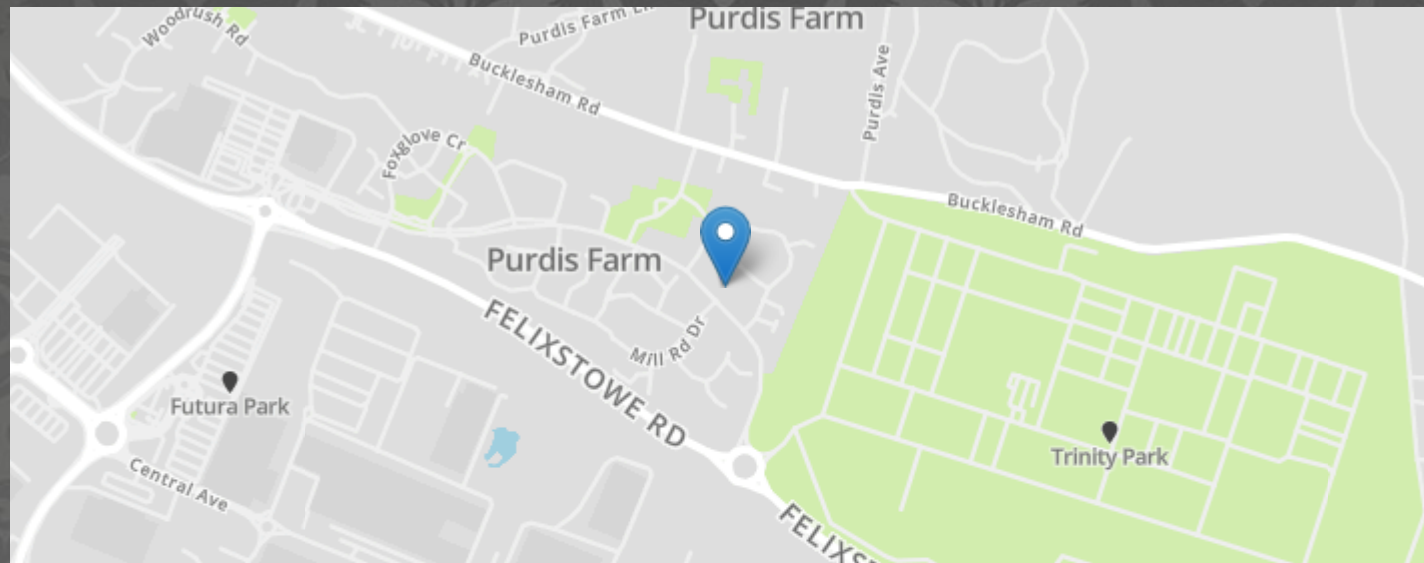 Woodrush Rd
Purdis Farm
Purdis Farm
Bucklesham Rd
Purdis Ave
Foxglove Cr
Bucklesham Rd
Purdis Farm
FELIXSTOWE RD
Mill Rd Dr
Futura Park
Trinity Park
Central Ave